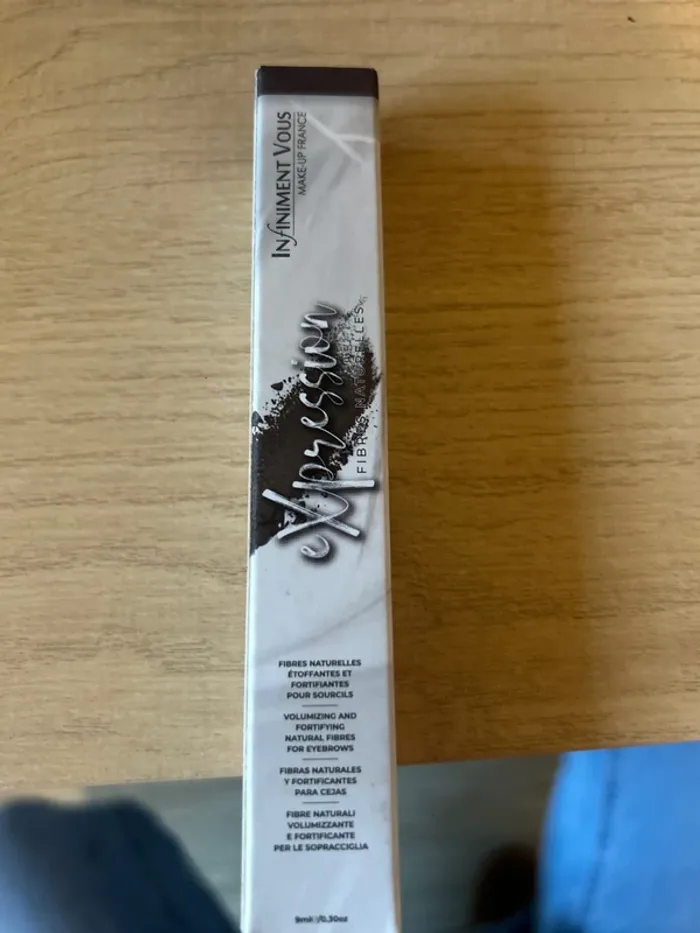 INFINIMENT VOUS
MAKE-UP FRANCE
eXpression
FIBRES NATURELLES
FIBRES NATURELLES
ÉTOFFANTES ET
FORTIFIANTES
POUR SOURCILS
VOLUMIZING AND
FORTIFYING
NATURAL FIBRES
FOR EYEBROWS
FIBRAS NATURALES
Y FORTIFICANTES
PARA CEJAS
FIBRE NATURALI
VOLUMIZZANTE
E FORTIFICANTE
PER LE SOPRACCIGLIA
9ml℮/0.30oz